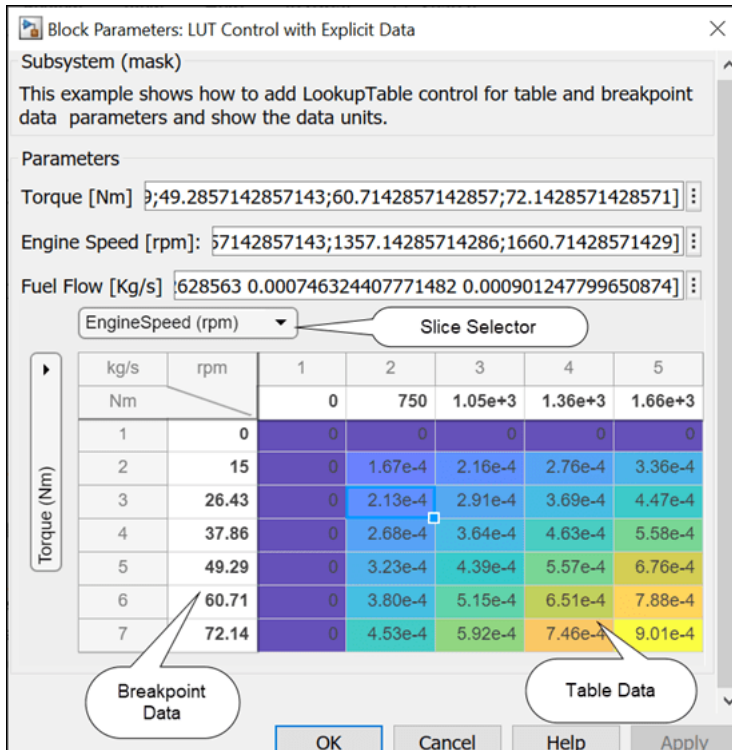 Block Parameters: LUT Control with Explicit Data
Subsystem (mask)
This example shows how to add LookupTable control for table and breakpoint
data parameters and show the data units.
Parameters
Torque [Nm] 9;49.2857142857143;60.7142857142857;72.1428571428571]
Engine Speed [rpm]: 57142857143;1357.14285714286;1660.71428571429]
Fuel Flow [Kg/s] 2628563 0.000746324407771482 0.000901247799650874]
EngineSpeed (rpm)
Slice Selector
Torque (Nm)
kg/s rpm 1 2 3 4 5
Nm 0 750 1.05e+3 1.36e+3 1.66e+3
1 0 0 0 0 0 0
2 15 0 1.67e-4 2.16e-4 2.76e-4 3.36e-4
3 26.43 0 2.13e-4 2.91e-4 3.69e-4 4.47e-4
4 37.86 0 2.68e-4 3.64e-4 4.63e-4 5.58e-4
5 49.29 0 3.23e-4 4.39e-4 5.57e-4 6.76e-4
6 60.71 0 3.80e-4 5.15e-4 6.51e-4 7.88e-4
7 72.14 0 4.53e-4 5.92e-4 7.46e-4 9.01e-4
Breakpoint
Data
Table Data
OK Cancel Help Apply